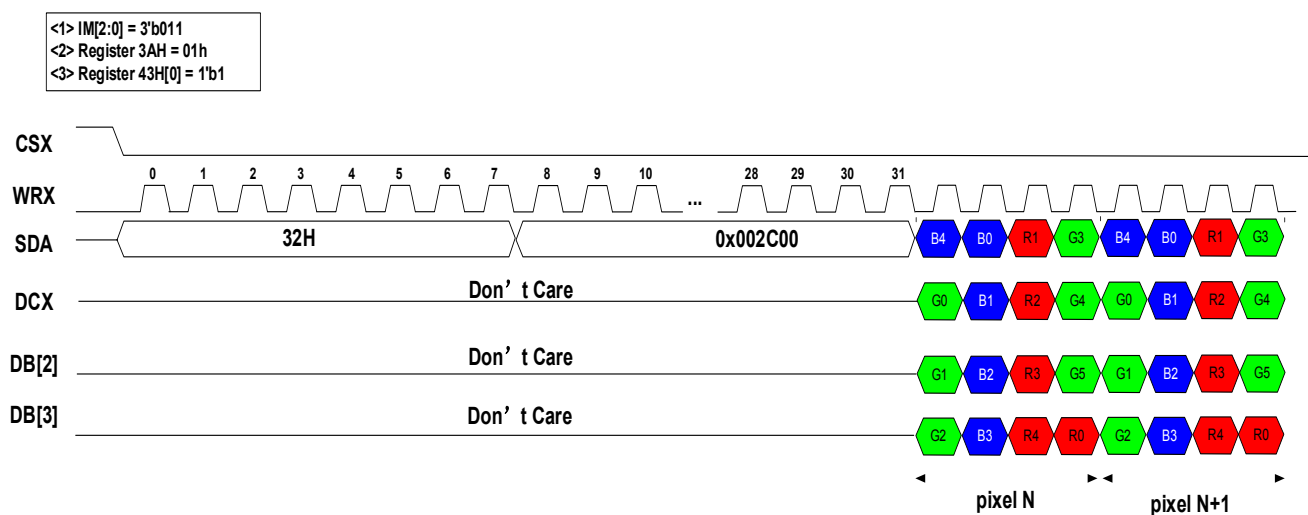 <1> IM[2:0] = 3'b011
<2> Register 3AH = 01h
<3> Register 43H[0] = 1'b1
CSX
0 1 2 3 4 5 6 7 8 9 10 28 29 30 31
WRX ...
SDA 32H 0x002C00 B4 B0 R1 G3 B4 B0 R1 G3
DCX Don’t Care G0 B1 R2 G4 G0 B1 R2 G4
DB[2] Don’t Care G1 B2 R3 G5 G1 B2 R3 G5
DB[3] Don’t Care G2 B3 R4 R0 G2 B3 R4 R0
pixel N pixel N+1